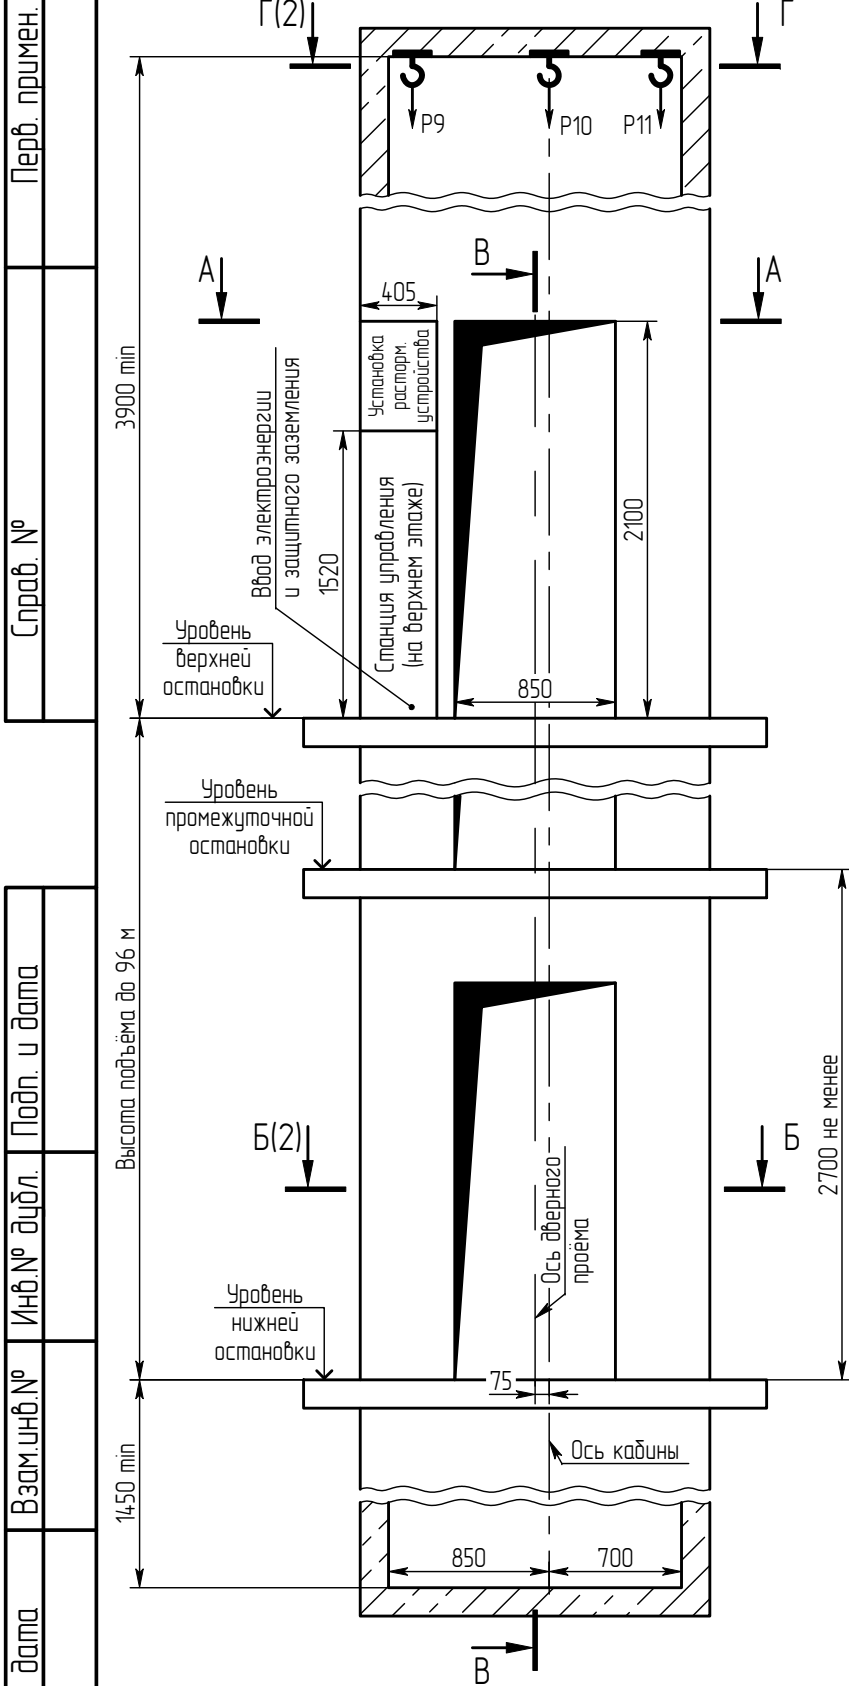 Перв. примен.
Справ. №
Подп. и дата
Инв.№ дубл.
Взам.инв.№
дата
Г(2)
Г
P9
P10
P11
А
В
А
405
3900 min
Ввод электроэнергии
и защитного заземления
Установка
расторм.
устройства
1520
Станция управления
(на верхнем этаже)
2100
850
Уровень
верхней
остановки
Уровень
промежуточной
остановки
Высота подъёма до 96 м
2700 не менее
Б(2)
Б
Ось дверного
проёма
Уровень
нижней
остановки
75
Ось кабины
1450 min
850
700
В